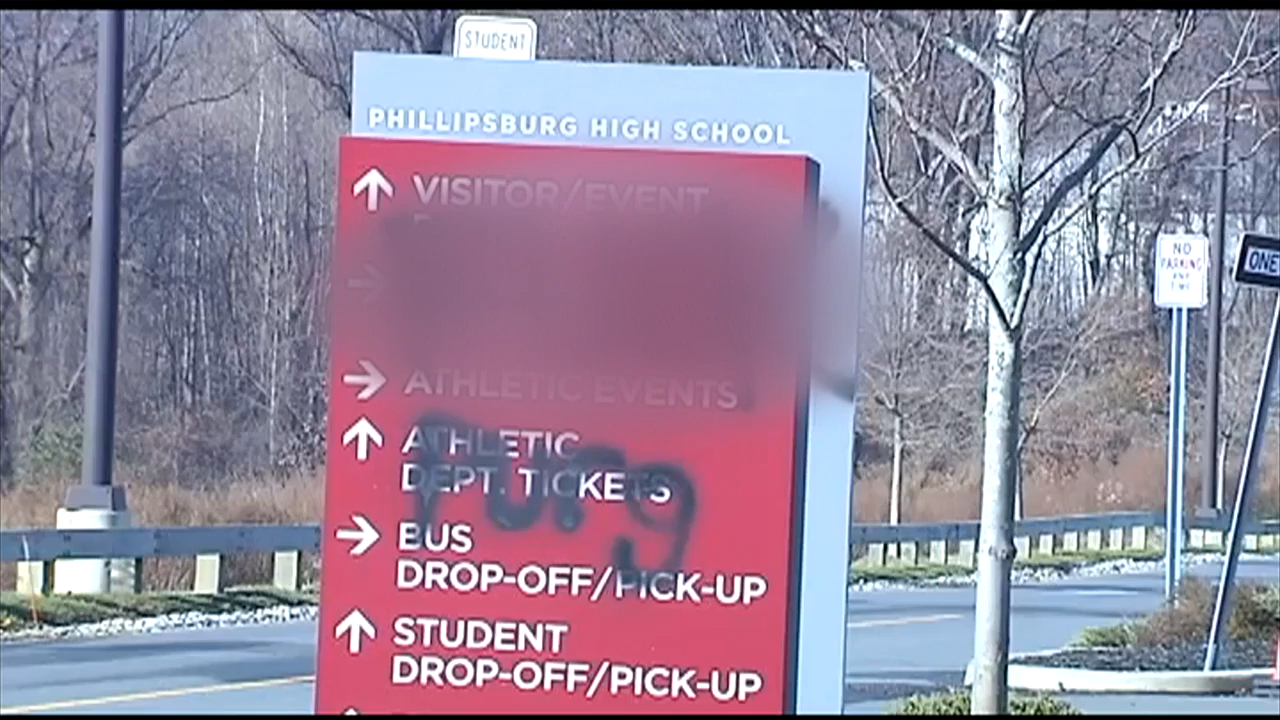 STUDENT
PHILLIPSBURG HIGH SCHOOL
VISITOR/EVENT
ATHLETIC EVENTS
ATHLETIC
DEPT. TICKETS
BUS
DROP-OFF/PICK-UP
STUDENT
DROP-OFF/PICK-UP
NO
PARKING
ANY
TIME
ONE